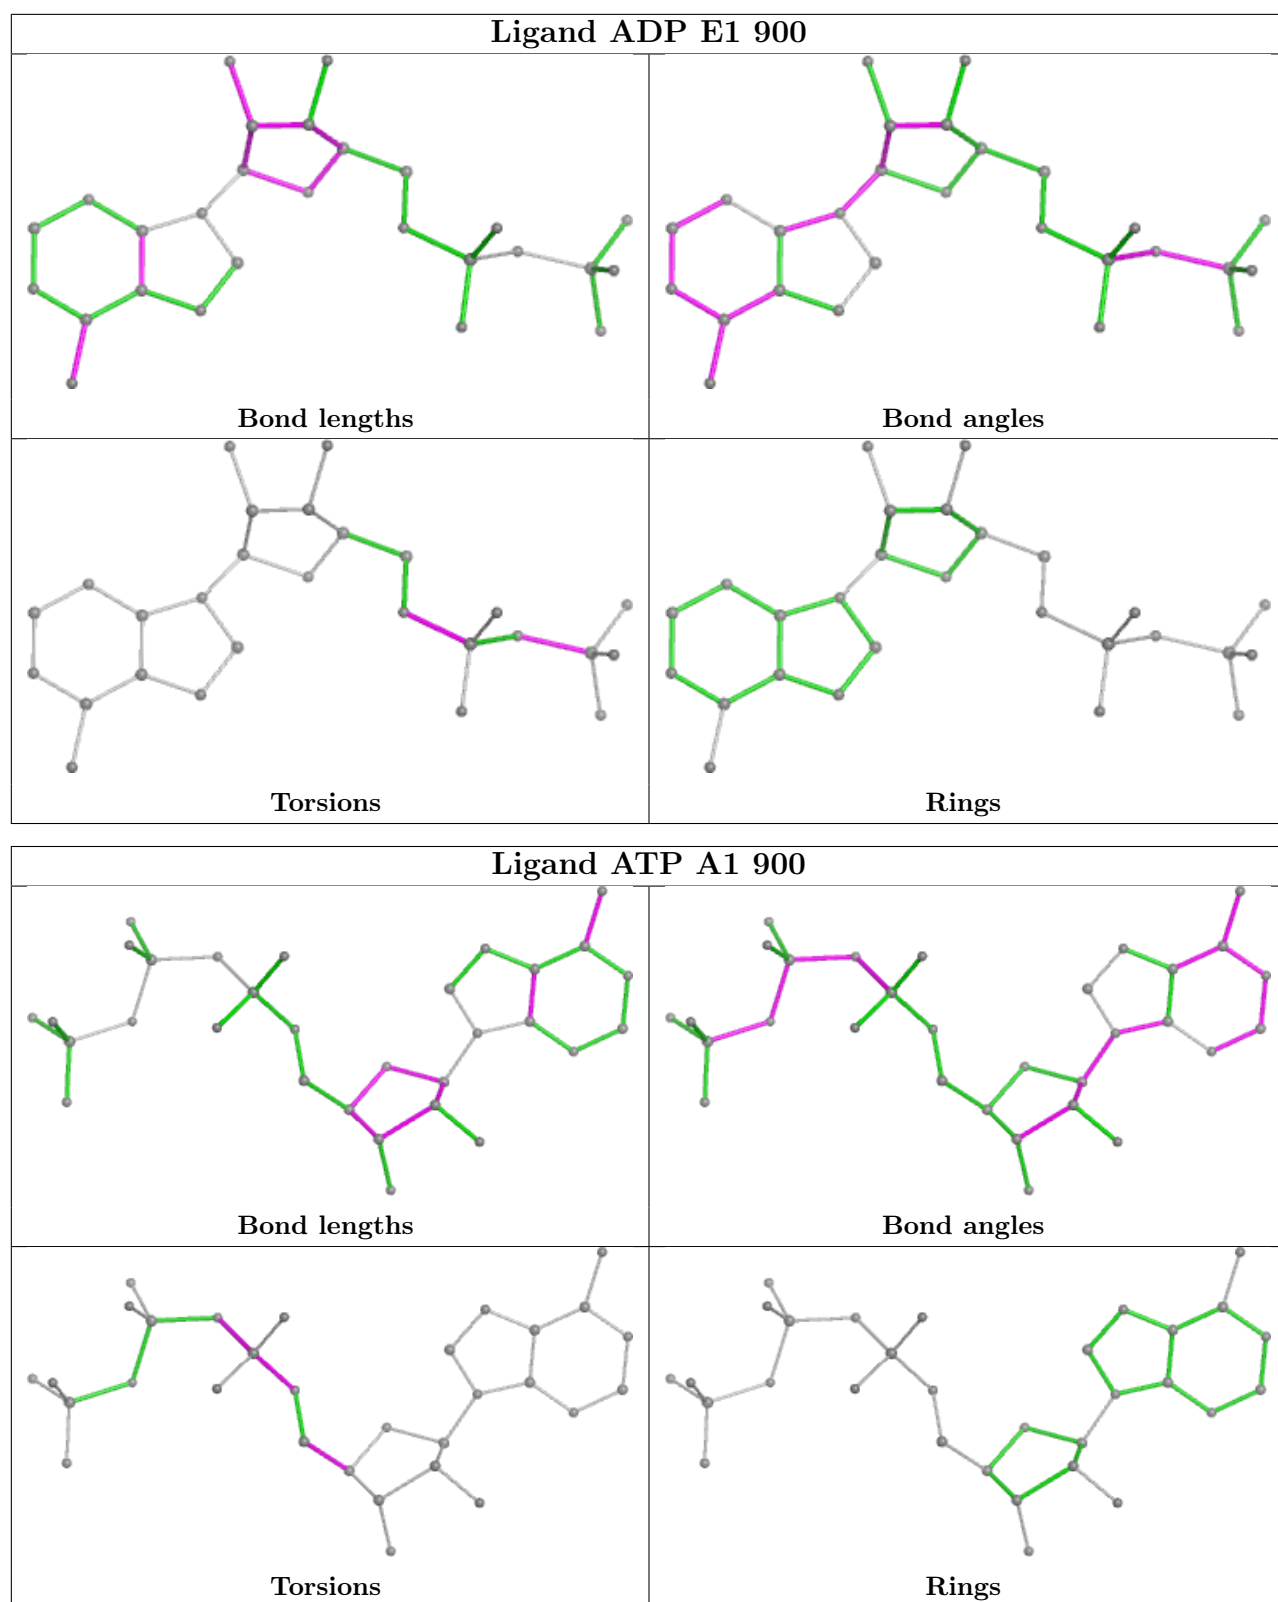 Ligand ADP E1 900
Bond lengths
Bond angles
Torsions
Rings
Ligand ATP A1 900
Bond lengths
Bond angles
Torsions
Rings